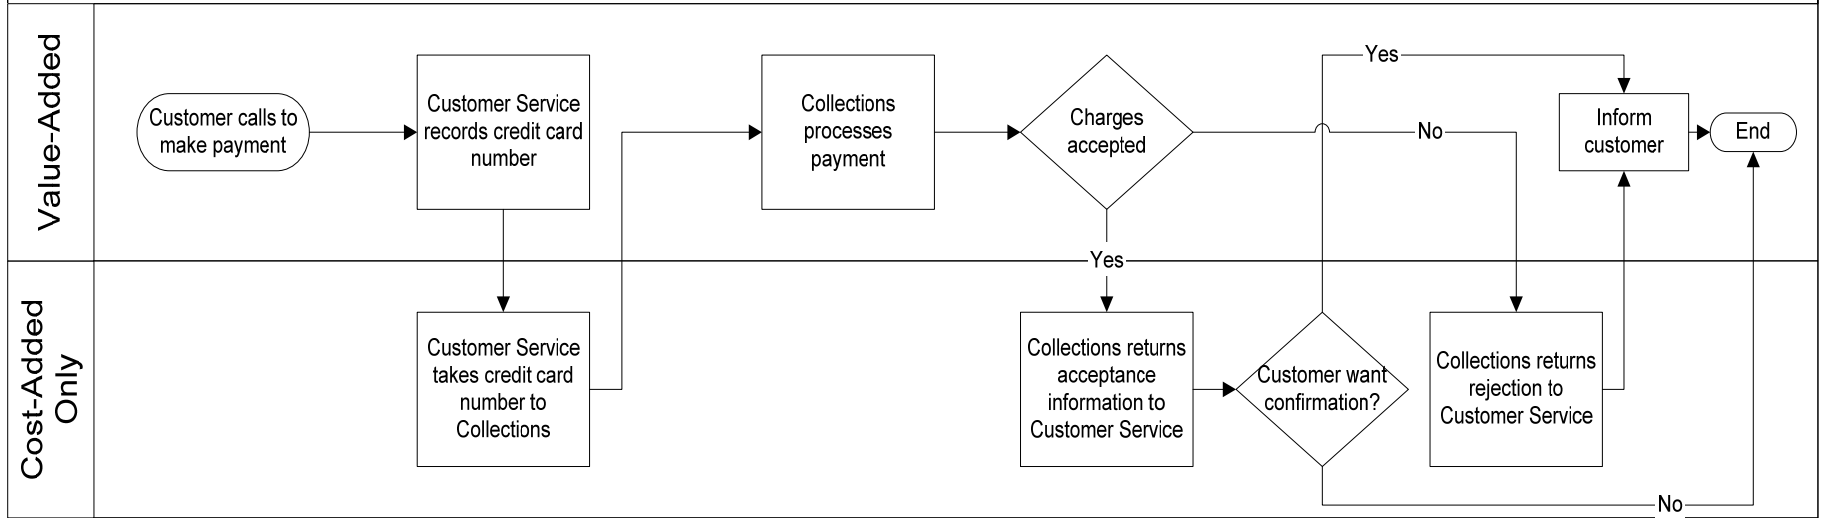 Value-Added
Customer calls to
make payment
Customer Service
records credit card
number
Collections
processes
payment
Charges
accepted
Yes
No
Inform
customer
End
Yes
Cost-Added
Only
Customer Service
takes credit card
number to
Collections
Collections returns
acceptance
information to
Customer Service
Customer want
confirmation?
Collections returns
rejection to
Customer Service
No